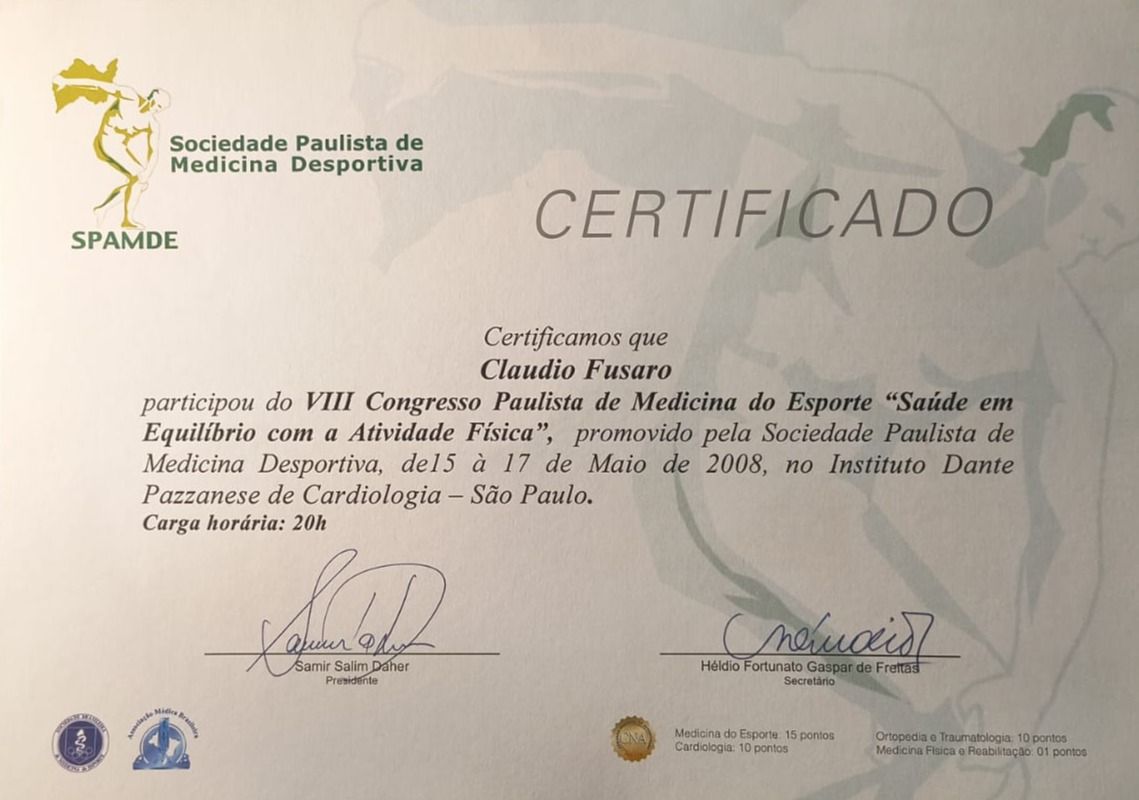 Sociedade Paulista de
Medicina Desportiva
SPAMDE
CERTIFICADO
Certificamos que
Claudio Fusaro
participou do VIII Congresso Paulista de Medicina do Esporte “Saúde em
Equilíbrio com a Atividade Física”, promovido pela Sociedade Paulista de
Medicina Desportiva, de15 à 17 de Maio de 2008, no Instituto Dante
Pazzanese de Cardiologia – São Paulo.
Carga horária: 20h
Samir Salim Daher
Presidente
Héldio Fortunato Gaspar de Freitas
Secretário
SOCIEDADE BRASILEIRA
Associação Médica Brasileira
CNA
Medicina do Esporte: 15 pontos
Cardiologia: 10 pontos
Ortopedia e Traumatologia: 10 pontos
Medicina Física e Reabilitação: 01 pontos